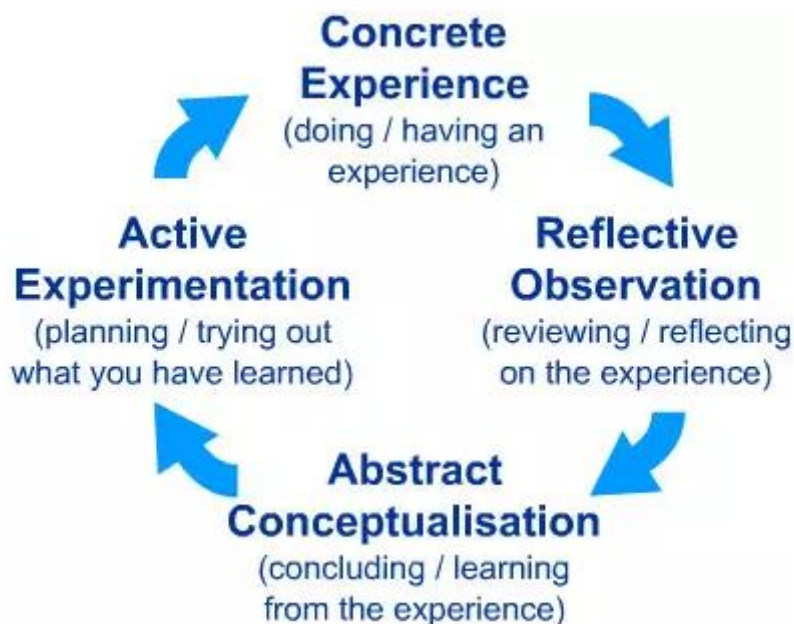 Concrete
Experience
(doing / having an
experience)
Reflective
Observation
(reviewing / reflecting
on the experience)
Abstract
Conceptualisation
(concluding / learning
from the experience)
Active
Experimentation
(planning / trying out
what you have learned)